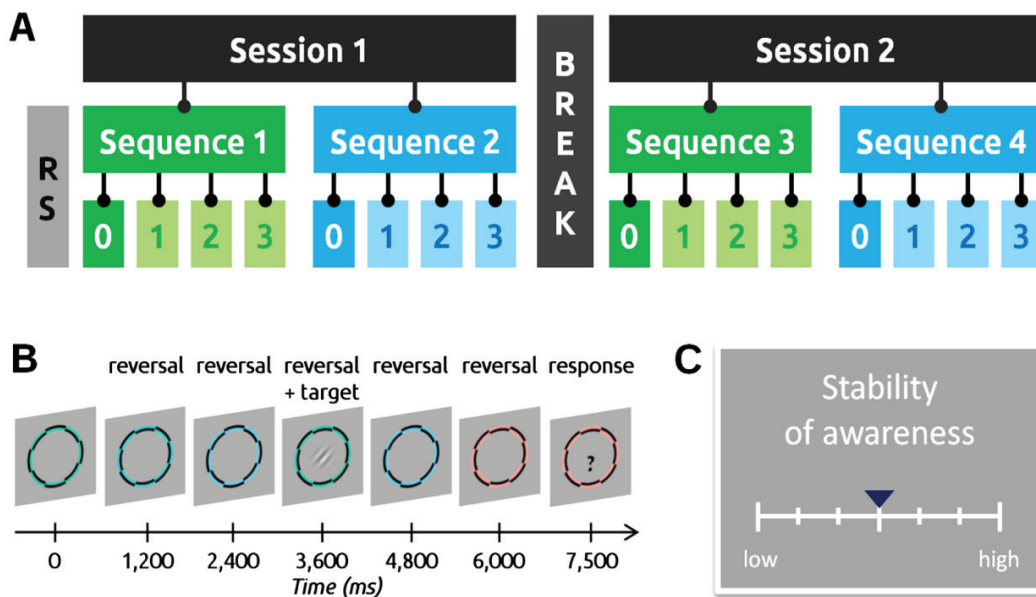 A
Session 1
BREAK
Session 2
RS
Sequence 1
Sequence 2
Sequence 3
Sequence 4
0 1 2 3
0 1 2 3
0 1 2 3
0 1 2 3
B
reversal reversal reversal reversal reversal response
+ target
?
0 1,200 2,400 3,600 4,800 6,000 7,500
Time (ms)
C
Stability
of awareness
low high